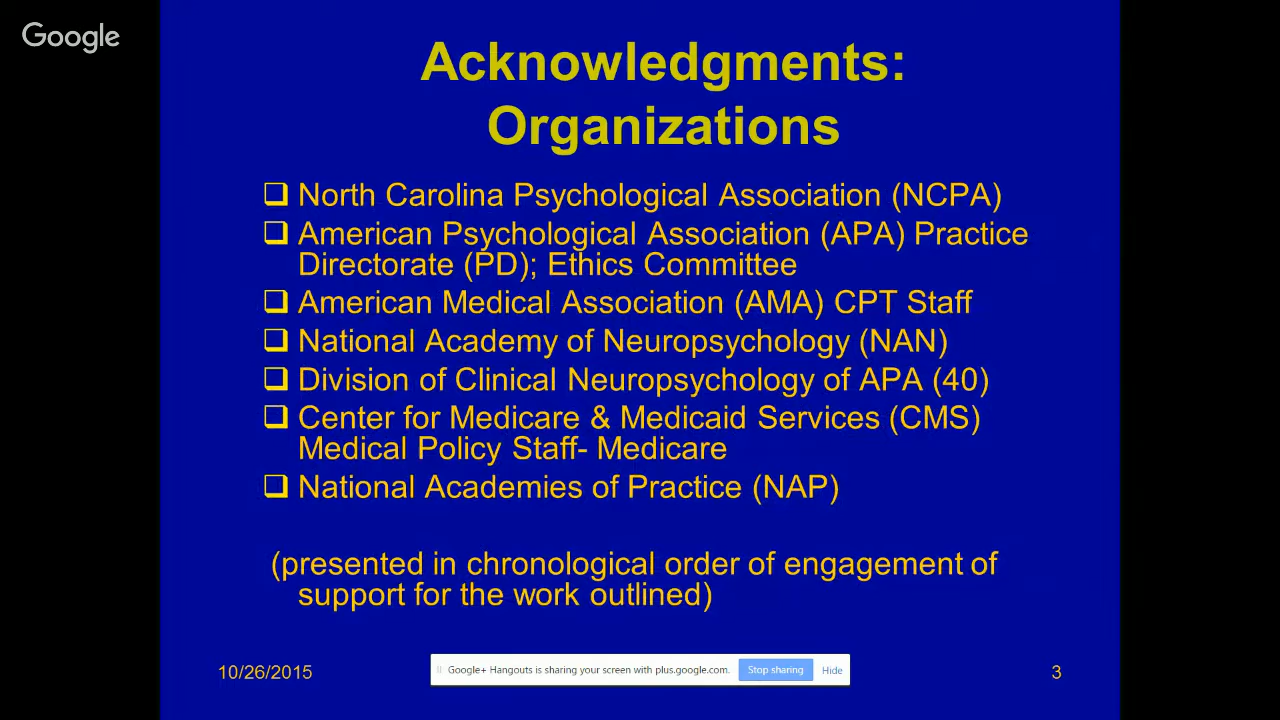 Google
Acknowledgments:
Organizations
❑ North Carolina Psychological Association (NCPA)
❑ American Psychological Association (APA) Practice
Directorate (PD); Ethics Committee
❑ American Medical Association (AMA) CPT Staff
❑ National Academy of Neuropsychology (NAN)
❑ Division of Clinical Neuropsychology of APA (40)
❑ Center for Medicare & Medicaid Services (CMS)
Medical Policy Staff- Medicare
❑ National Academies of Practice (NAP)
(presented in chronological order of engagement of
support for the work outlined)
10/26/2015
Google+ Hangouts is sharing your screen with plus.google.com. Stop sharing Hide
3